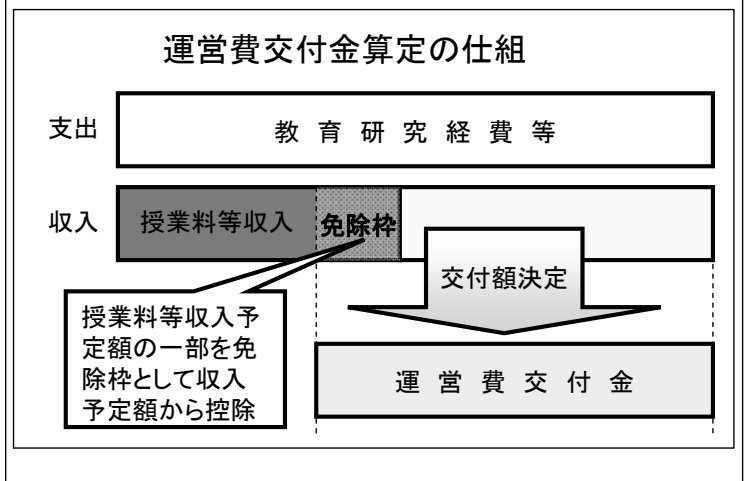 運営費交付金算定の仕組
支出
教育研究経費等
収入
授業料等収入
免除枠
交付額決定
授業料等収入予
定額の一部を免
除枠として収入
予定額から控除
運営費交付金